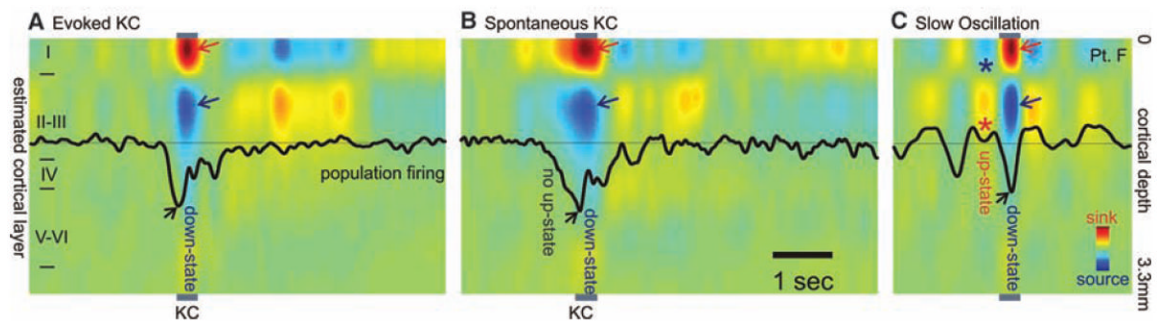 A Evoked KC
B Spontaneous KC
C Slow Oscillation
estimated cortical layer
I
II-III
IV
V-VI
population firing
down-state
KC
no up-state
down-state
1 sec
KC
Pt. F
*
*
up-state
down-state
sink
source
0
cortical depth
3.3mm